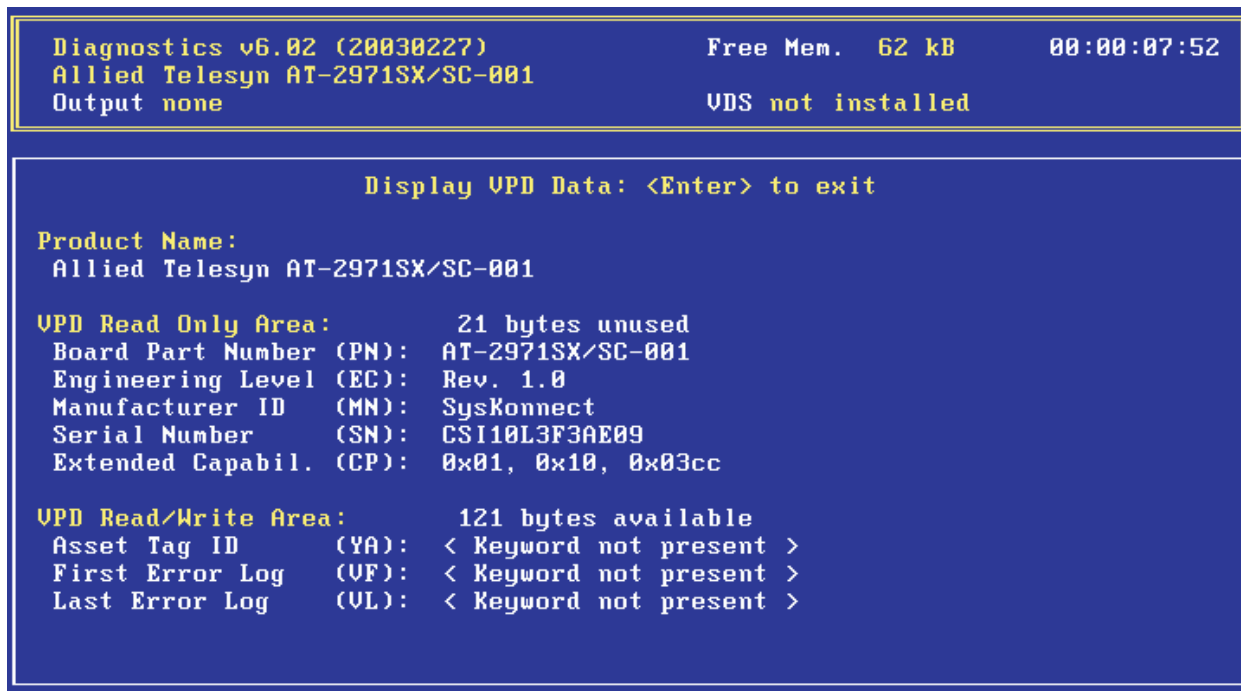 Diagnostics v6.02 (20030227) Free Mem. 62 kB 00:00:07:52
Allied Telesyn AT-2971SX/SC-001
Output none VDS not installed
Display VPD Data: <Enter> to exit
Product Name:
Allied Telesyn AT-2971SX/SC-001
VPD Read Only Area: 21 bytes unused
Board Part Number (PN): AT-2971SX/SC-001
Engineering Level (EC): Rev. 1.0
Manufacturer ID (MN): SysKonnect
Serial Number (SN): CSI10L3F3AE09
Extended Capabil. (CP): 0x01, 0x10, 0x03cc
VPD Read/Write Area: 121 bytes available
Asset Tag ID (YA): < Keyword not present >
First Error Log (VF): < Keyword not present >
Last Error Log (VL): < Keyword not present >